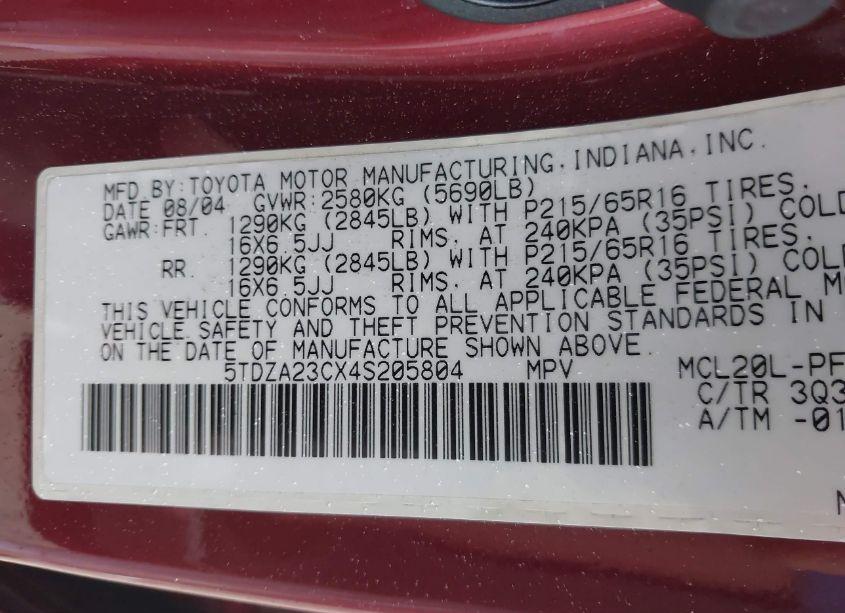 MFD BY:TOYOTA MOTOR MANUFACTURING,INDIANA,INC.
DATE 08/04 GVWR:2580KG (5690LB)
GAWR:FRT. 1290KG (2845LB) WITH P215/65R16 TIRES.
16X6.5JJ RIMS, AT 240KPA (35PSI) COLD
RR. 1290KG (2845LB) WITH P215/65R16 TIRES.
16X6.5JJ RIMS, AT 240KPA (35PSI) COL
THIS VEHICLE CONFORMS TO ALL APPLICABLE FEDERAL M
VEHICLE SAFETY AND THEFT PREVENTION STANDARDS IN
ON THE DATE OF MANUFACTURE SHOWN ABOVE.
5TDZA23CX4S205804 MPV MCL20L-PF
C/TR 3Q3
A/TM -01